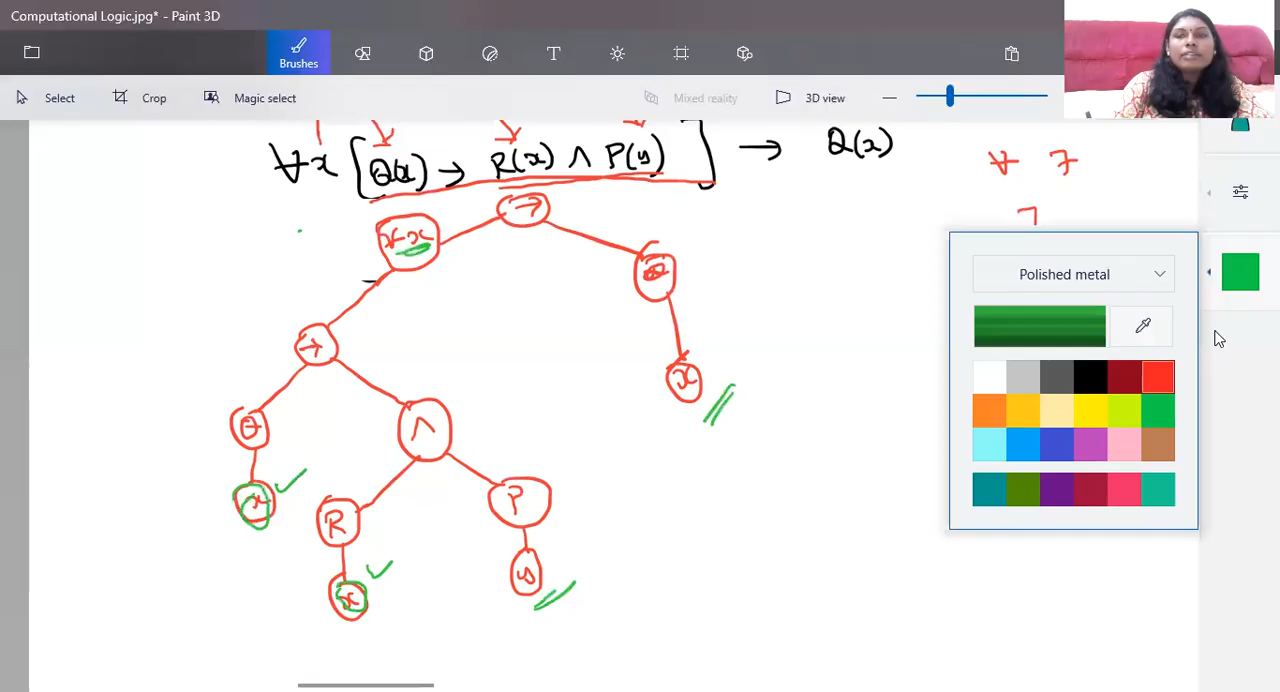 Computational Logic.jpg* - Paint 3D
Brushes
Select Crop Magic select Mixed reality 3D view
∀x [Q(x) → R(x) ∧ P(y)] → Q(x)
∀ ∃
→
∀x
Polished metal
→
x
∧
x
R
P
x
y